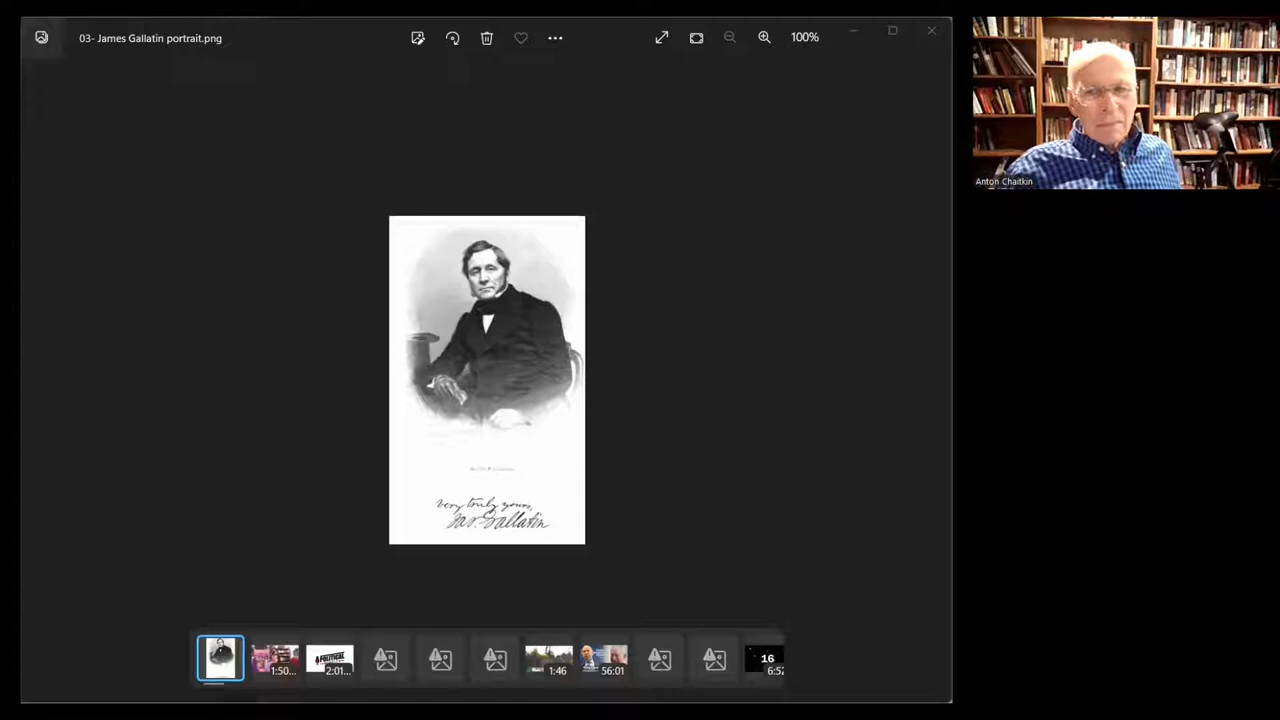 03- James Gallatin portrait.png
100%
Anton Chaitkin
Very truly yours,
Jas. Gallatin
1:50...
POLITICAL
2:01...
1:46
56:01
16
6:52